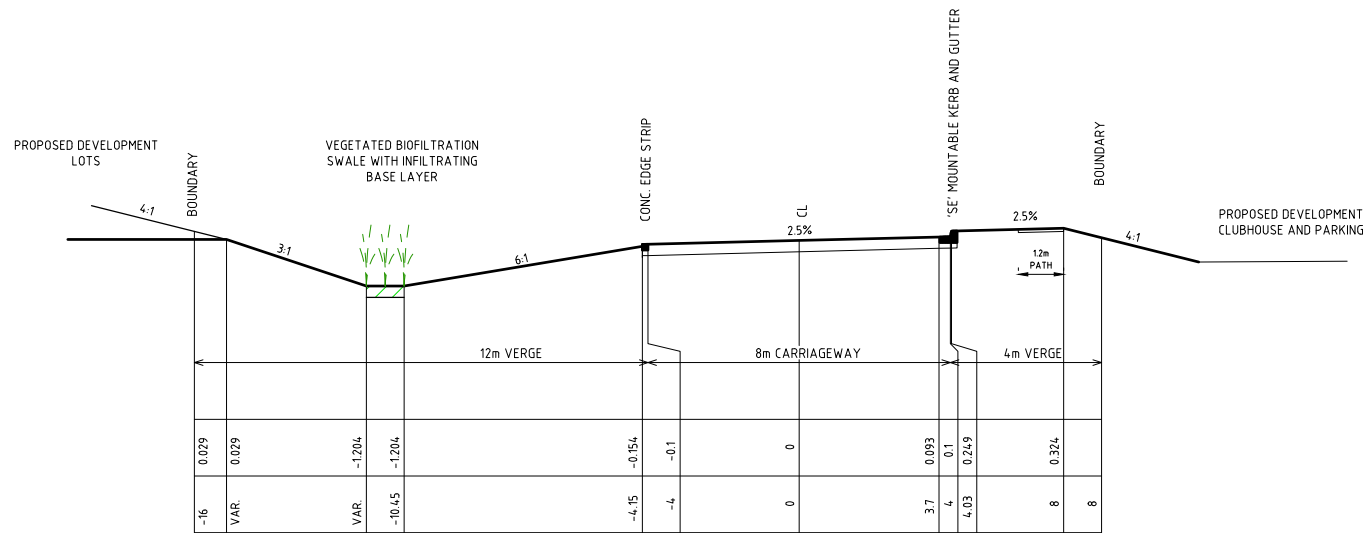 PROPOSED DEVELOPMENT
LOTS
BOUNDARY
VEGETATED BIOFILTRATION
SWALE WITH INFILTRATING
BASE LAYER
CONC. EDGE STRIP
CL
'SE' MOUNTABLE KERB AND GUTTER
BOUNDARY
PROPOSED DEVELOPMENT
CLUBHOUSE AND PARKING
4:1
3:1
6:1
2.5%
2.5%
4:1
1.2m
PATH
12m VERGE
8m CARRIAGEWAY
4m VERGE
0.029
0.029
-1.204
-1.204
-0.154
-0.1
0
0.093
0.1
0.249
0.324
-16
VAR.
VAR.
-10.45
-4.15
-4
0
3.7
4
4.03
8
8